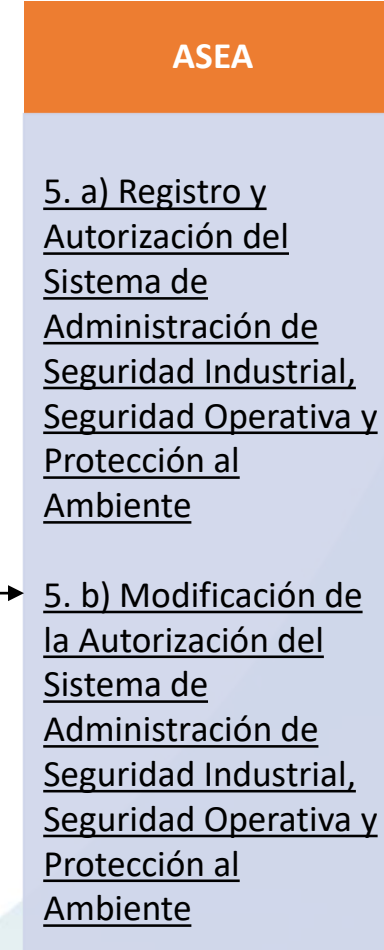 ASEA
5. a) Registro y
Autorización del
Sistema de
Administración de
Seguridad Industrial,
Seguridad Operativa y
Protección al
Ambiente
5. b) Modificación de
la Autorización del
Sistema de
Administración de
Seguridad Industrial,
Seguridad Operativa y
Protección al
Ambiente